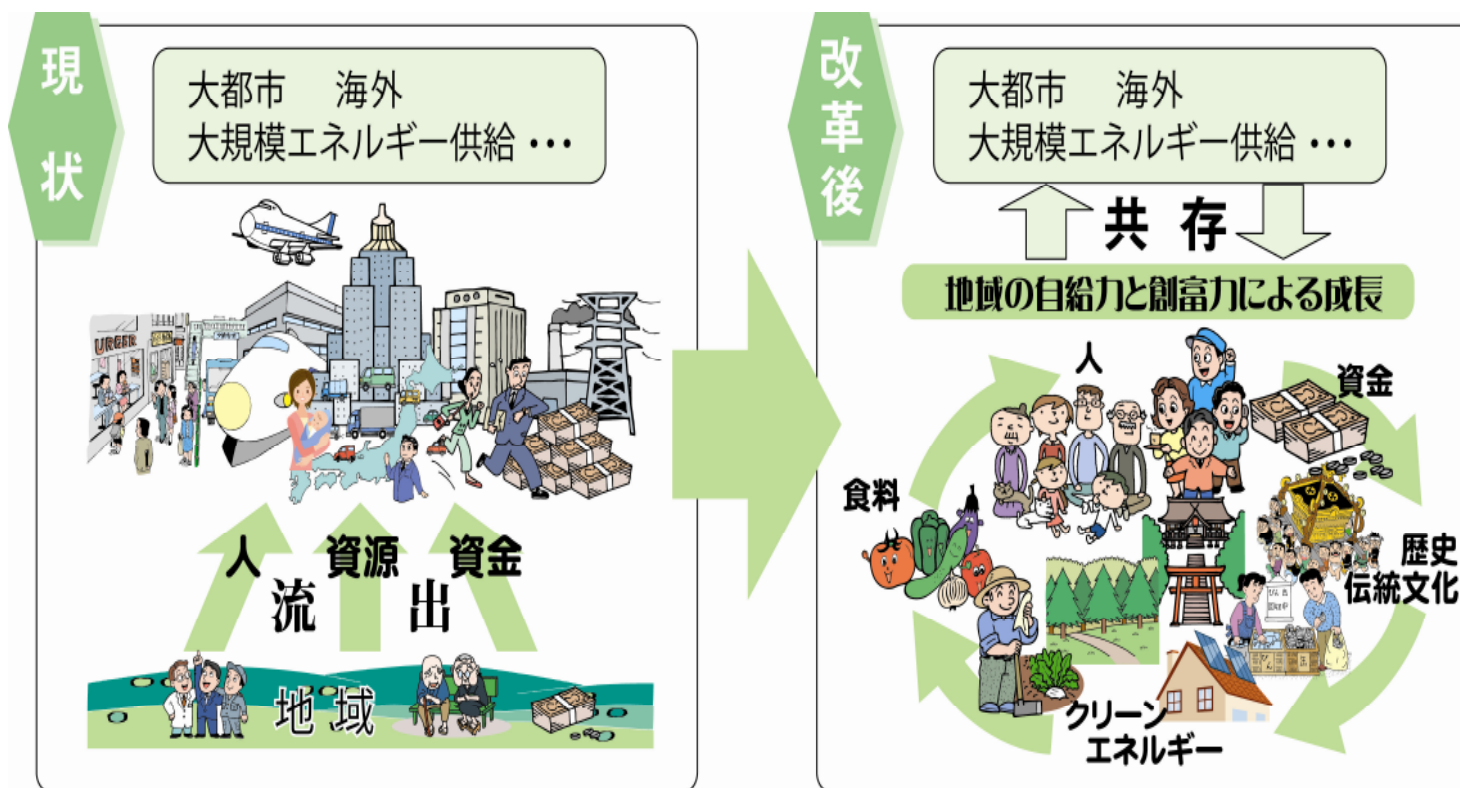 現状
大都市 海外
大規模エネルギー供給・・・
URGER
人 資源 資金
流出
地域
改革後
大都市 海外
大規模エネルギー供給・・・
共存
地域の自給力と創富力による成長
人
資金
食料
歴史
伝統文化
クリーン
エネルギー